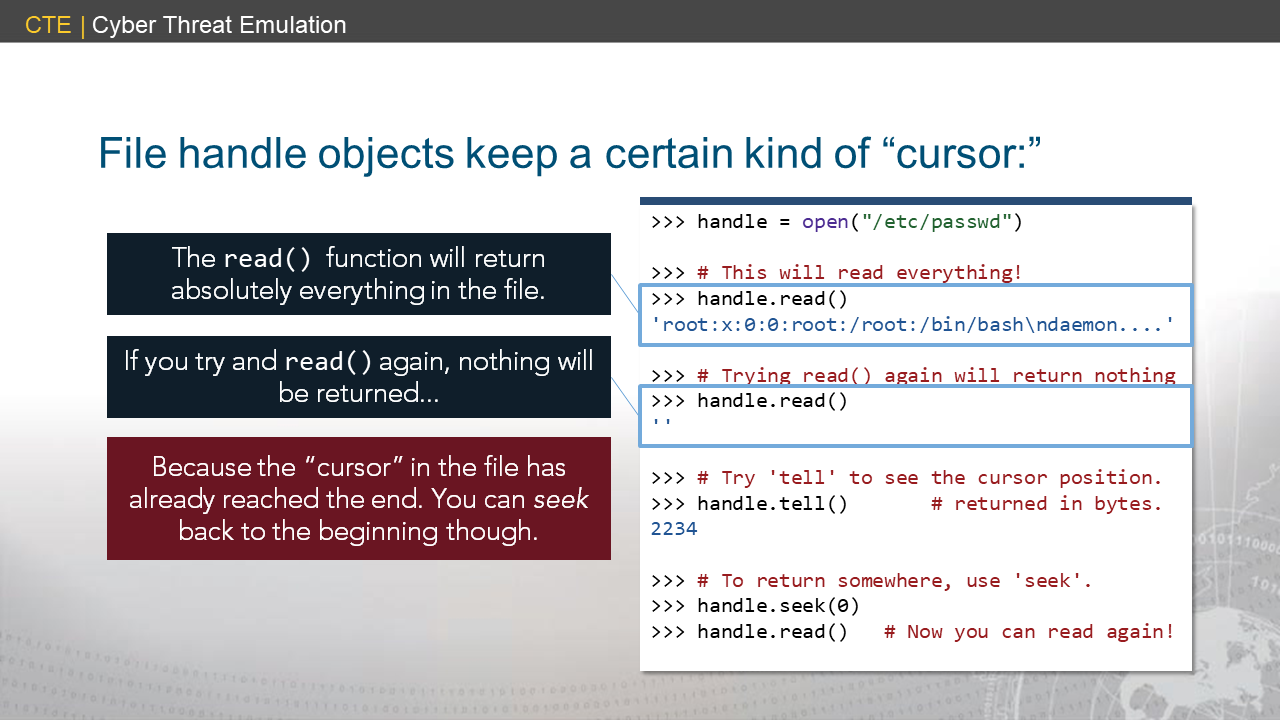 CTE | Cyber Threat Emulation
File handle objects keep a certain kind of “cursor:”
The read() function will return
absolutely everything in the file.
If you try and read() again, nothing will
be returned...
Because the “cursor” in the file has
already reached the end. You can seek
back to the beginning though.
>>> handle = open("/etc/passwd")
>>> # This will read everything!
>>> handle.read()
'root:x:0:0:root:/root:/bin/bash\ndaemon....'
>>> # Trying read() again will return nothing
>>> handle.read()
''
>>> # Try 'tell' to see the cursor position.
>>> handle.tell()       # returned in bytes.
2234
>>> # To return somewhere, use 'seek'.
>>> handle.seek(0)
>>> handle.read()   # Now you can read again!